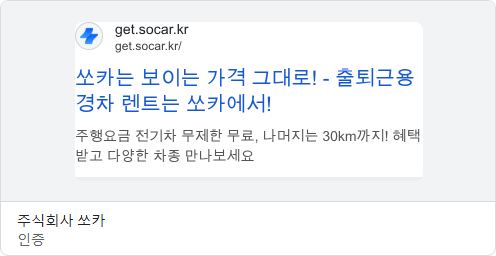 get.socar.kr
get.socar.kr/
쏘카는 보이는 가격 그대로! - 출퇴근용
경차 렌트는 쏘카에서!
주행요금 전기차 무제한 무료, 나머지는 30km까지! 혜택
받고 다양한 차종 만나보세요
주식회사 쏘카
인증